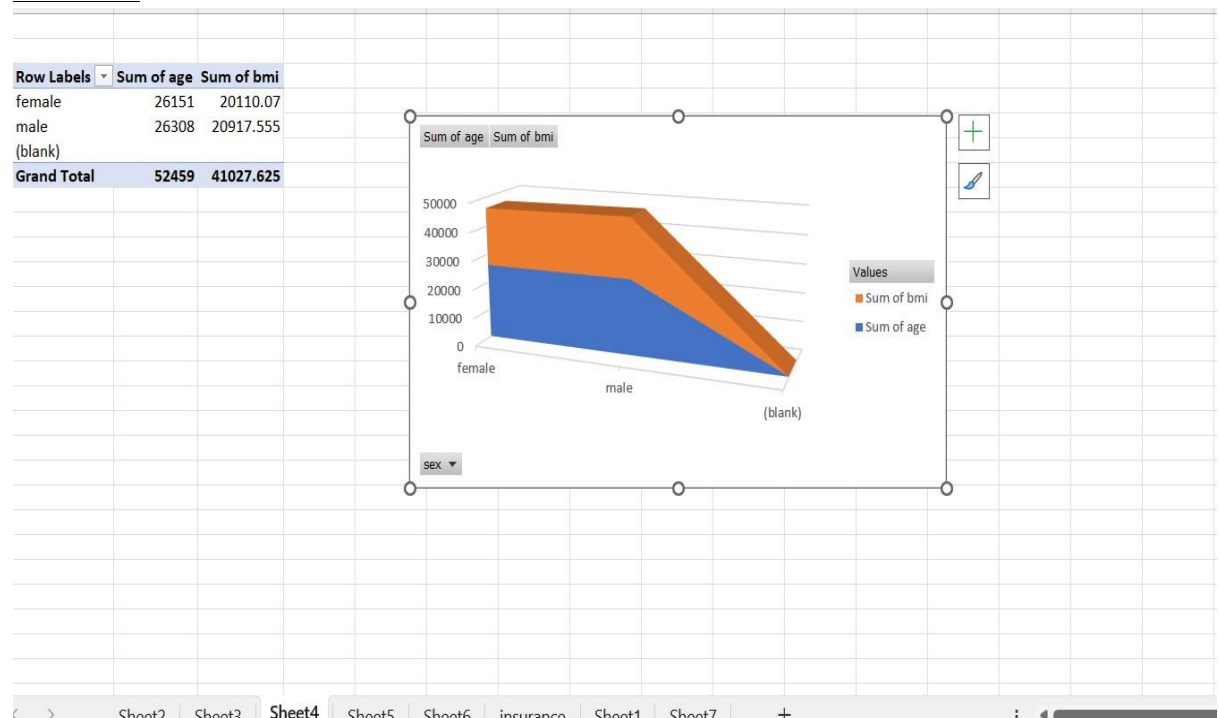 Row Labels Sum of age Sum of bmi
female 26151 20110.07
male 26308 20917.555
(blank)
Grand Total 52459 41027.625
Sum of age Sum of bmi
50000
40000
30000
20000
10000
0
female
male
(blank)
Values
Sum of bmi
Sum of age
sex
Sheet2 Sheet3 Sheet4 Sheet5 Sheet6 insurance Sheet1 Sheet7